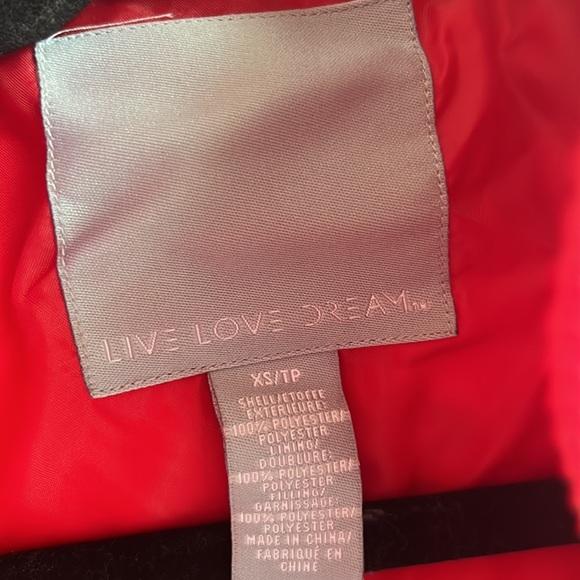 LIVE LOVE DREAM™
XS/TP
SHELL/ETOFFE
EXTERIEURE:
100% POLYESTER/
POLYESTER
LINING/
DOUBLURE:
100% POLYESTER/
POLYESTER
FILLING/
GARNISSAGE:
100% POLYESTER/
POLYESTER
MADE IN CHINA/
FABRIQUÉ EN
CHINE